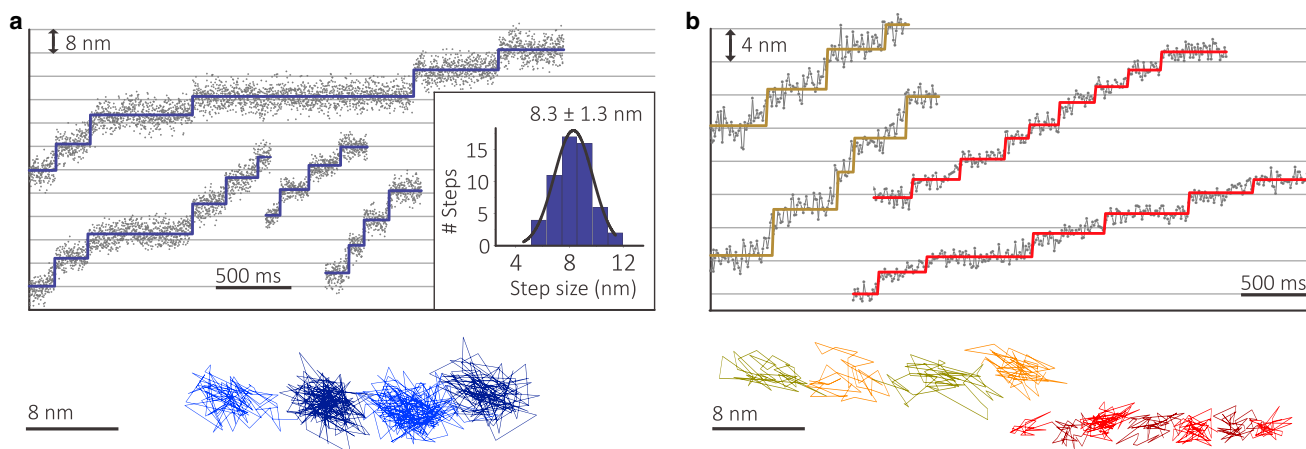 a
8 nm
500 ms
8.3 ± 1.3 nm
# Steps
15
10
5
0
4 8 12
Step size (nm)
8 nm
b
4 nm
500 ms
8 nm